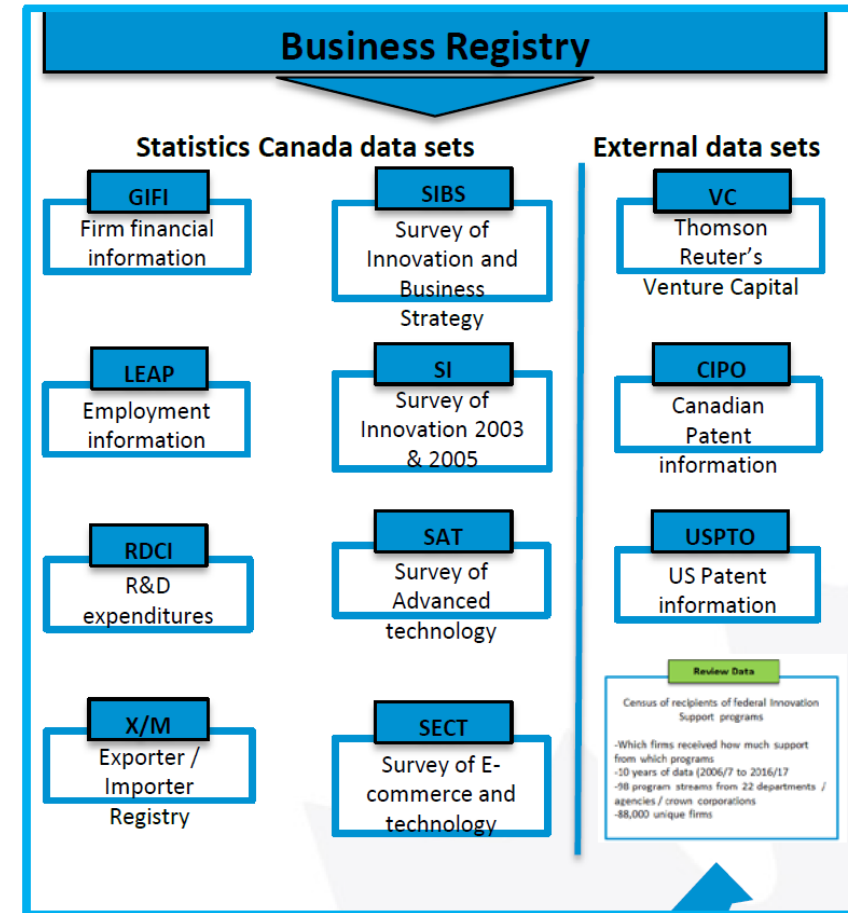 Business Registry
Statistics Canada data sets
GIFI
Firm financial
information
LEAP
Employment
information
RDCI
R&D
expenditures
X/M
Exporter /
Importer
Registry
SIBS
Survey of
Innovation and
Business
Strategy
SI
Survey of
Innovation 2003
& 2005
SAT
Survey of
Advanced
technology
SECT
Survey of E-
commerce and
technology
External data sets
VC
Thomson
Reuter’s
Venture Capital
CIPO
Canadian
Patent
information
USPTO
US Patent
information
Review Data
Census of recipients of federal Innovation
Support programs
-Which firms received how much support
from which programs
-10 years of data (2006/7 to 2016/17
-98 program streams from 22 departments /
agencies / crown corporations
-88,000 unique firms